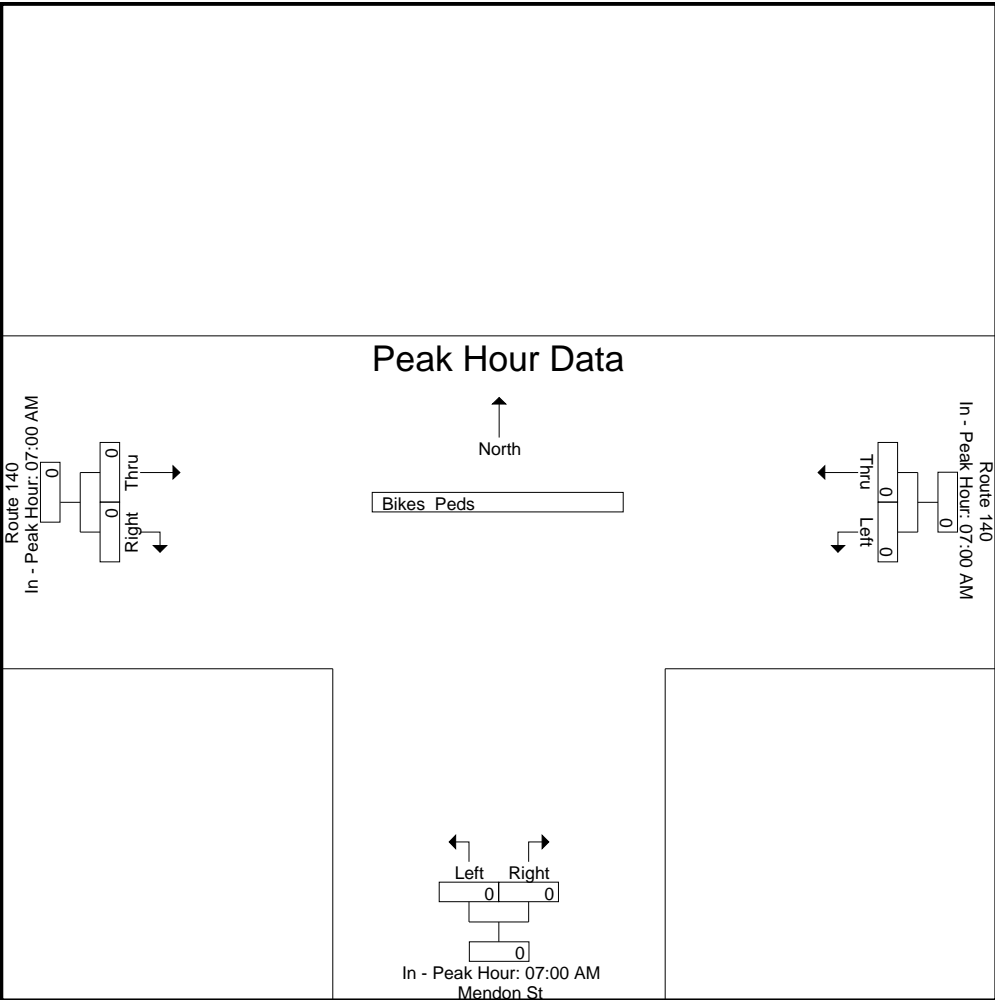 Peak Hour Data
North
Bikes Peds
Route 140
In - Peak Hour: 07:00 AM
0
0
Thru
0
Right
Route 140
In - Peak Hour: 07:00 AM
0
Thru
0
Left
0
Left Right
0 0
0
In - Peak Hour: 07:00 AM
Mendon St